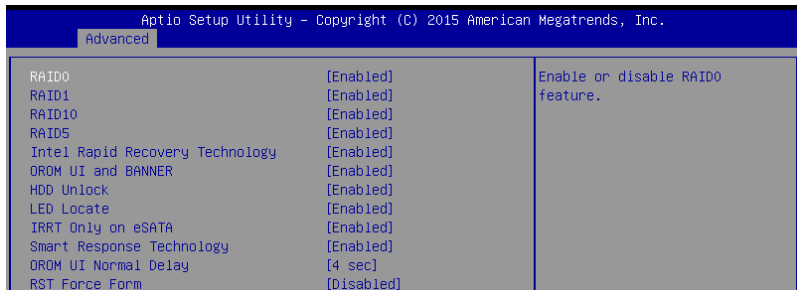 Aptio Setup Utility – Copyright (C) 2015 American Megatrends, Inc.
Advanced
RAID0 [Enabled]
RAID1 [Enabled]
RAID10 [Enabled]
RAID5 [Enabled]
Intel Rapid Recovery Technology [Enabled]
OROM UI and BANNER [Enabled]
HDD Unlock [Enabled]
LED Locate [Enabled]
IRRT Only on eSATA [Enabled]
Smart Response Technology [Enabled]
OROM UI Normal Delay [4 sec]
RST Force Form [Disabled]
Enable or disable RAID0
feature.